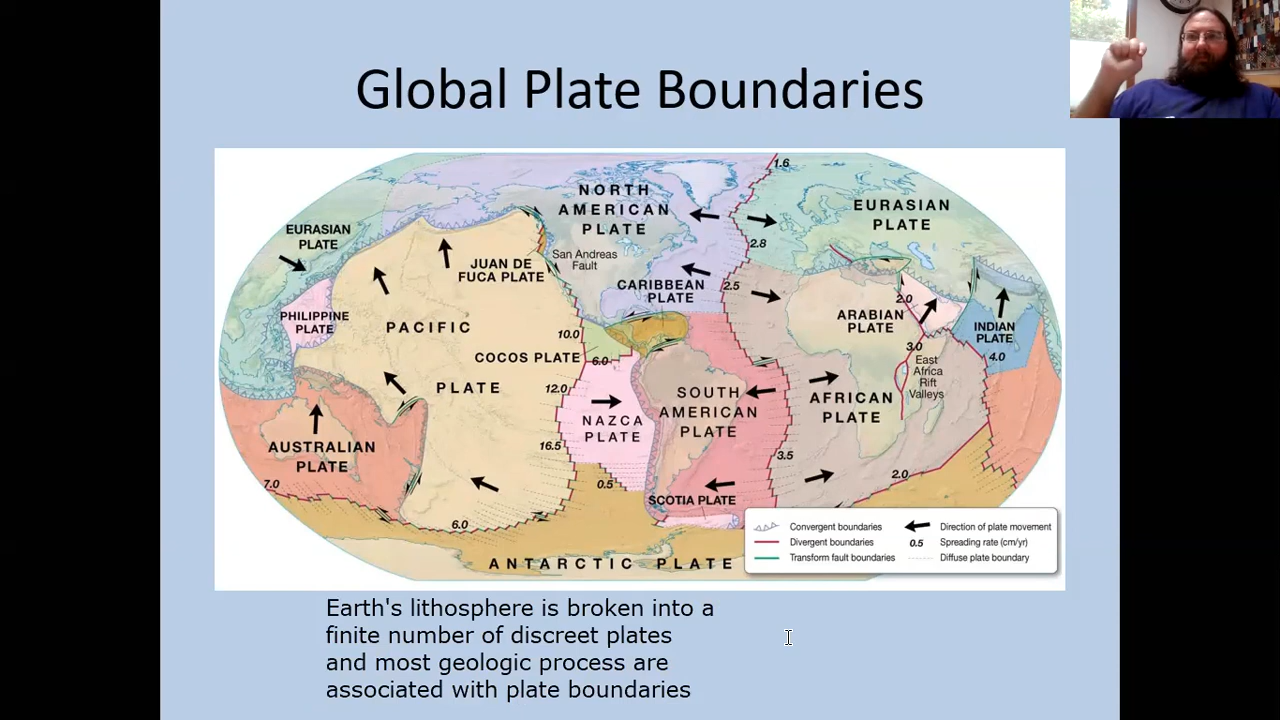 Global Plate Boundaries
1.6
NORTH
AMERICAN
PLATE
EURASIAN
PLATE
EURASIAN
PLATE
2.8
San Andreas
Fault
JUAN DE
FUCA PLATE
CARIBBEAN
PLATE
2.5
2.0
ARABIAN
PLATE
PHILIPPINE
PLATE
PACIFIC
PLATE
INDIAN
PLATE
10.0
3.0
4.0
COCOS PLATE
6.0
East
Africa
Rift
Valleys
12.0
SOUTH
AMERICAN
PLATE
AFRICAN
PLATE
NAZCA
PLATE
AUSTRALIAN
PLATE
16.5
3.5
7.0
0.5
2.0
SCOTIA PLATE
6.0
ANTARCTIC PLATE
Convergent boundaries
Divergent boundaries
Transform fault boundaries
Direction of plate movement
0.5 Spreading rate (cm/yr)
Diffuse plate boundary
Earth's lithosphere is broken into a
finite number of discreet plates
and most geologic process are
associated with plate boundaries